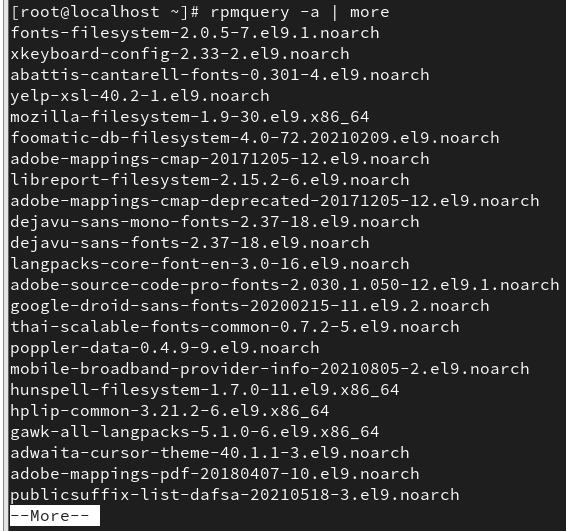 [root@localhost ~]# rpmquery -a | more
fonts-filesystem-2.0.5-7.el9.1.noarch
xkeyboard-config-2.33-2.el9.noarch
abattis-cantarell-fonts-0.301-4.el9.noarch
yelp-xsl-40.2-1.el9.noarch
mozilla-filesystem-1.9-30.el9.x86_64
foomatic-db-filesystem-4.0-72.20210209.el9.noarch
adobe-mappings-cmap-20171205-12.el9.noarch
libreport-filesystem-2.15.2-6.el9.noarch
adobe-mappings-cmap-deprecated-20171205-12.el9.noarch
dejavu-sans-mono-fonts-2.37-18.el9.noarch
dejavu-sans-fonts-2.37-18.el9.noarch
langpacks-core-font-en-3.0-16.el9.noarch
adobe-source-code-pro-fonts-2.030.1.050-12.el9.1.noarch
google-droid-sans-fonts-20200215-11.el9.2.noarch
thai-scalable-fonts-common-0.7.2-5.el9.noarch
poppler-data-0.4.9-9.el9.noarch
mobile-broadband-provider-info-20210805-2.el9.noarch
hunspell-filesystem-1.7.0-11.el9.x86_64
hplip-common-3.21.2-6.el9.x86_64
gawk-all-langpacks-5.1.0-6.el9.x86_64
adwaita-cursor-theme-40.1.1-3.el9.noarch
adobe-mappings-pdf-20180407-10.el9.noarch
publicsuffix-list-dafsa-20210518-3.el9.noarch
--More--